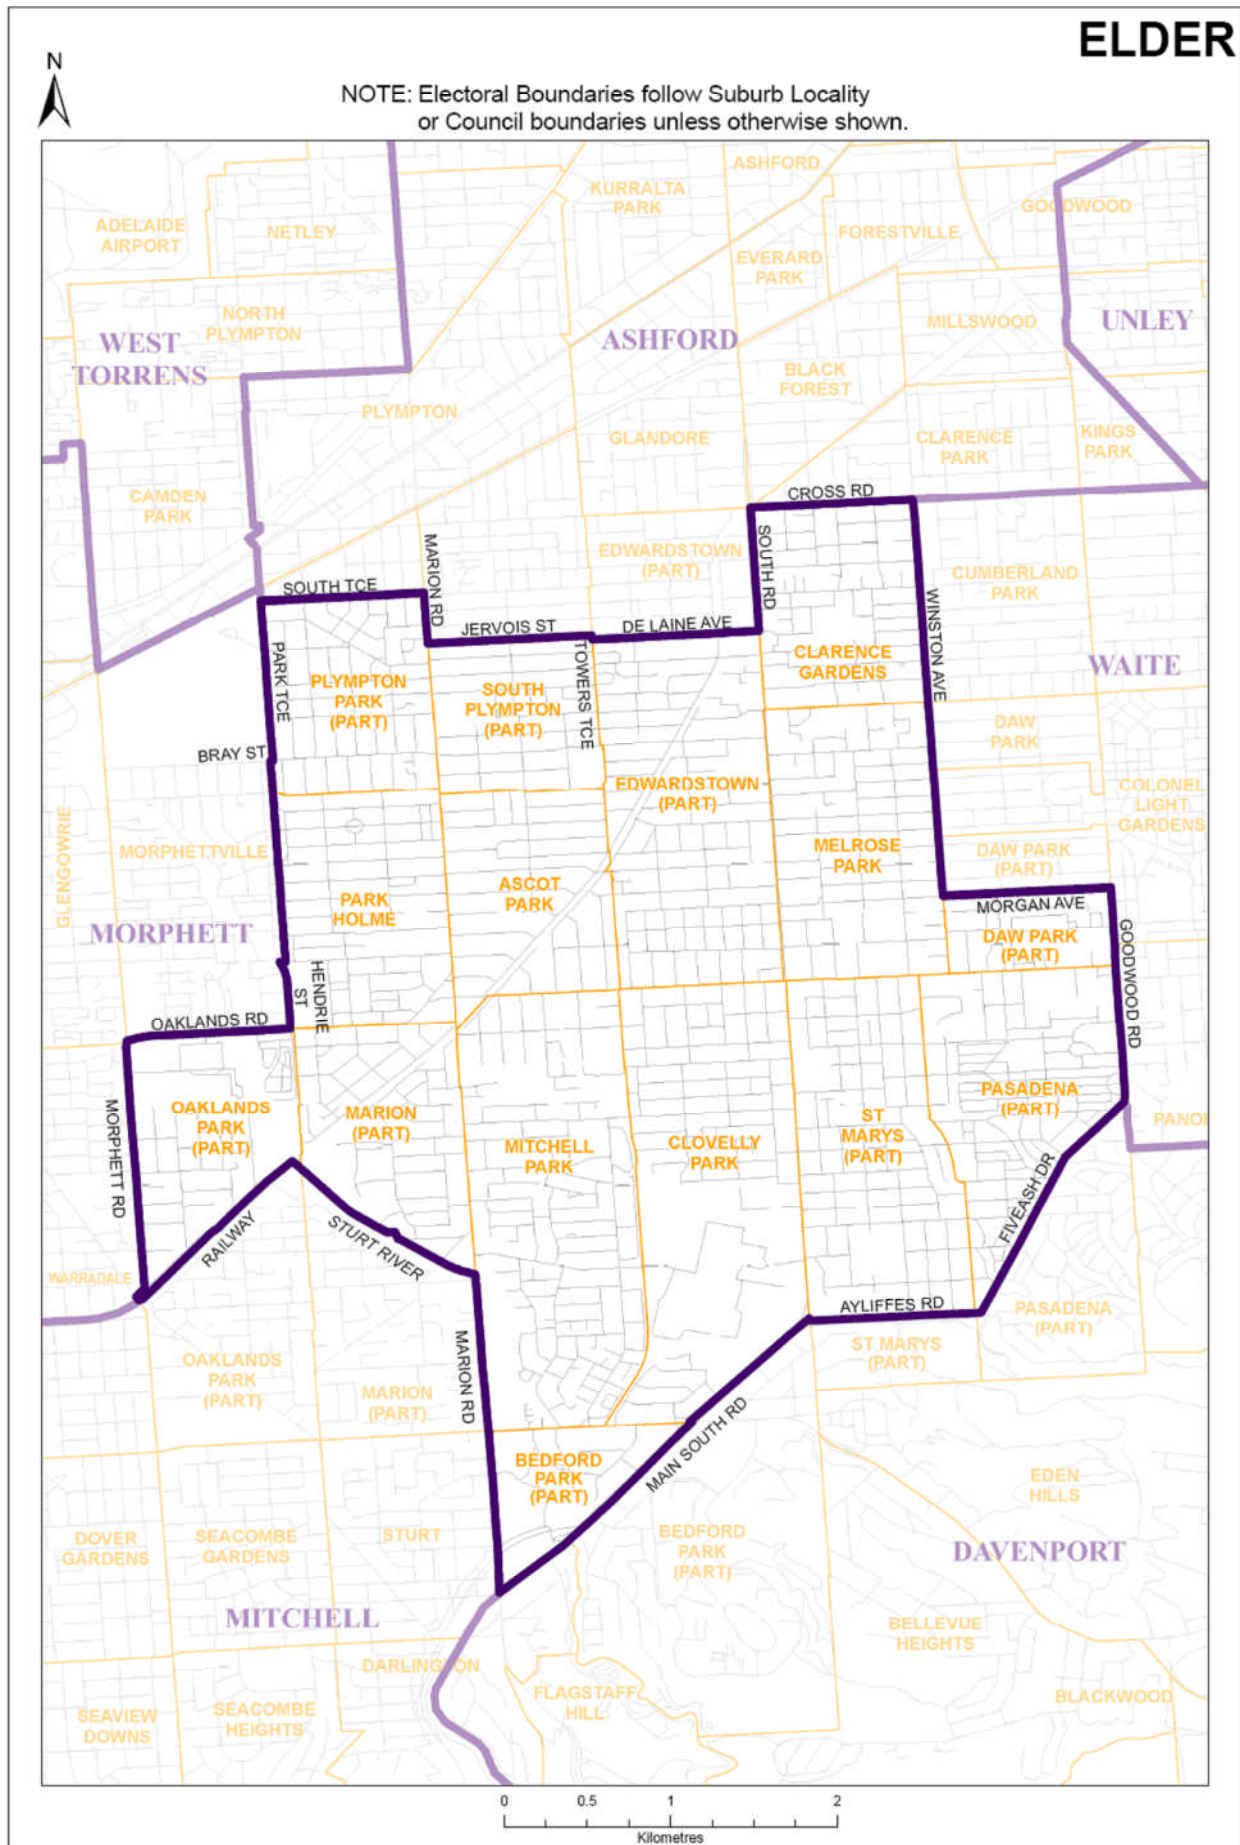 ELDER
N
NOTE: Electoral Boundaries follow Suburb Locality
or Council boundaries unless otherwise shown.
ASHFORD
KURRALTA
PARK
GOODWOOD
ADELAIDE
AIRPORT
NETLEY
FORESTVILLE
EVERARD
PARK
NORTH
PLYMPTON
WEST
TORRENS
ASHFORD
MILLSWOOD
UNLEY
BLACK
FOREST
PLYMPTON
GLANDORE
CLARENCE
PARK
KINGS
PARK
CAMDEN
PARK
CROSS RD
EDWARDSTOWN
(PART)
SOUTH RD
MARION RD
CUMBERLAND
PARK
SOUTH TCE
WINSTON AVE
JERVOIS ST
DE LAINE AVE
PARK TCE
TOWERS TCE
CLARENCE
GARDENS
WAITE
PLYMPTON
PARK
(PART)
SOUTH
PLYMPTON
(PART)
DAW
PARK
BRAY ST
EDWARDSTOWN
(PART)
COLONEL
LIGHT
GARDENS
GLENGOWRIE
MORPHETTVILLE
MELROSE
PARK
DAW PARK
(PART)
PARK
HOLME
ASCOT
PARK
MORGAN AVE
MORPHETT
DAW PARK
(PART)
GOODWOOD RD
HENDRIE
ST
OAKLANDS RD
MORPHETT RD
OAKLANDS
PARK
(PART)
MARION
(PART)
PASADENA
(PART)
ST
MARYS
(PART)
PANOR
MITCHELL
PARK
CLOVELLY
PARK
FIVEASH DR
RAILWAY
STURT RIVER
WARRADALE
AYLIFFES RD
PASADENA
(PART)
ST MARYS
(PART)
OAKLANDS
PARK
(PART)
MARION
(PART)
MARION RD
MAIN SOUTH RD
BEDFORD
PARK
(PART)
EDEN
HILLS
DOVER
GARDENS
SEACOMBE
GARDENS
STURT
BEDFORD
PARK
(PART)
DAVENPORT
MITCHELL
BELLEVUE
HEIGHTS
DARLINGTON
FLAGSTAFF
HILL
BLACKWOOD
SEAVIEW
DOWNS
SEACOMBE
HEIGHTS
0 0.5 1 2
Kilometres